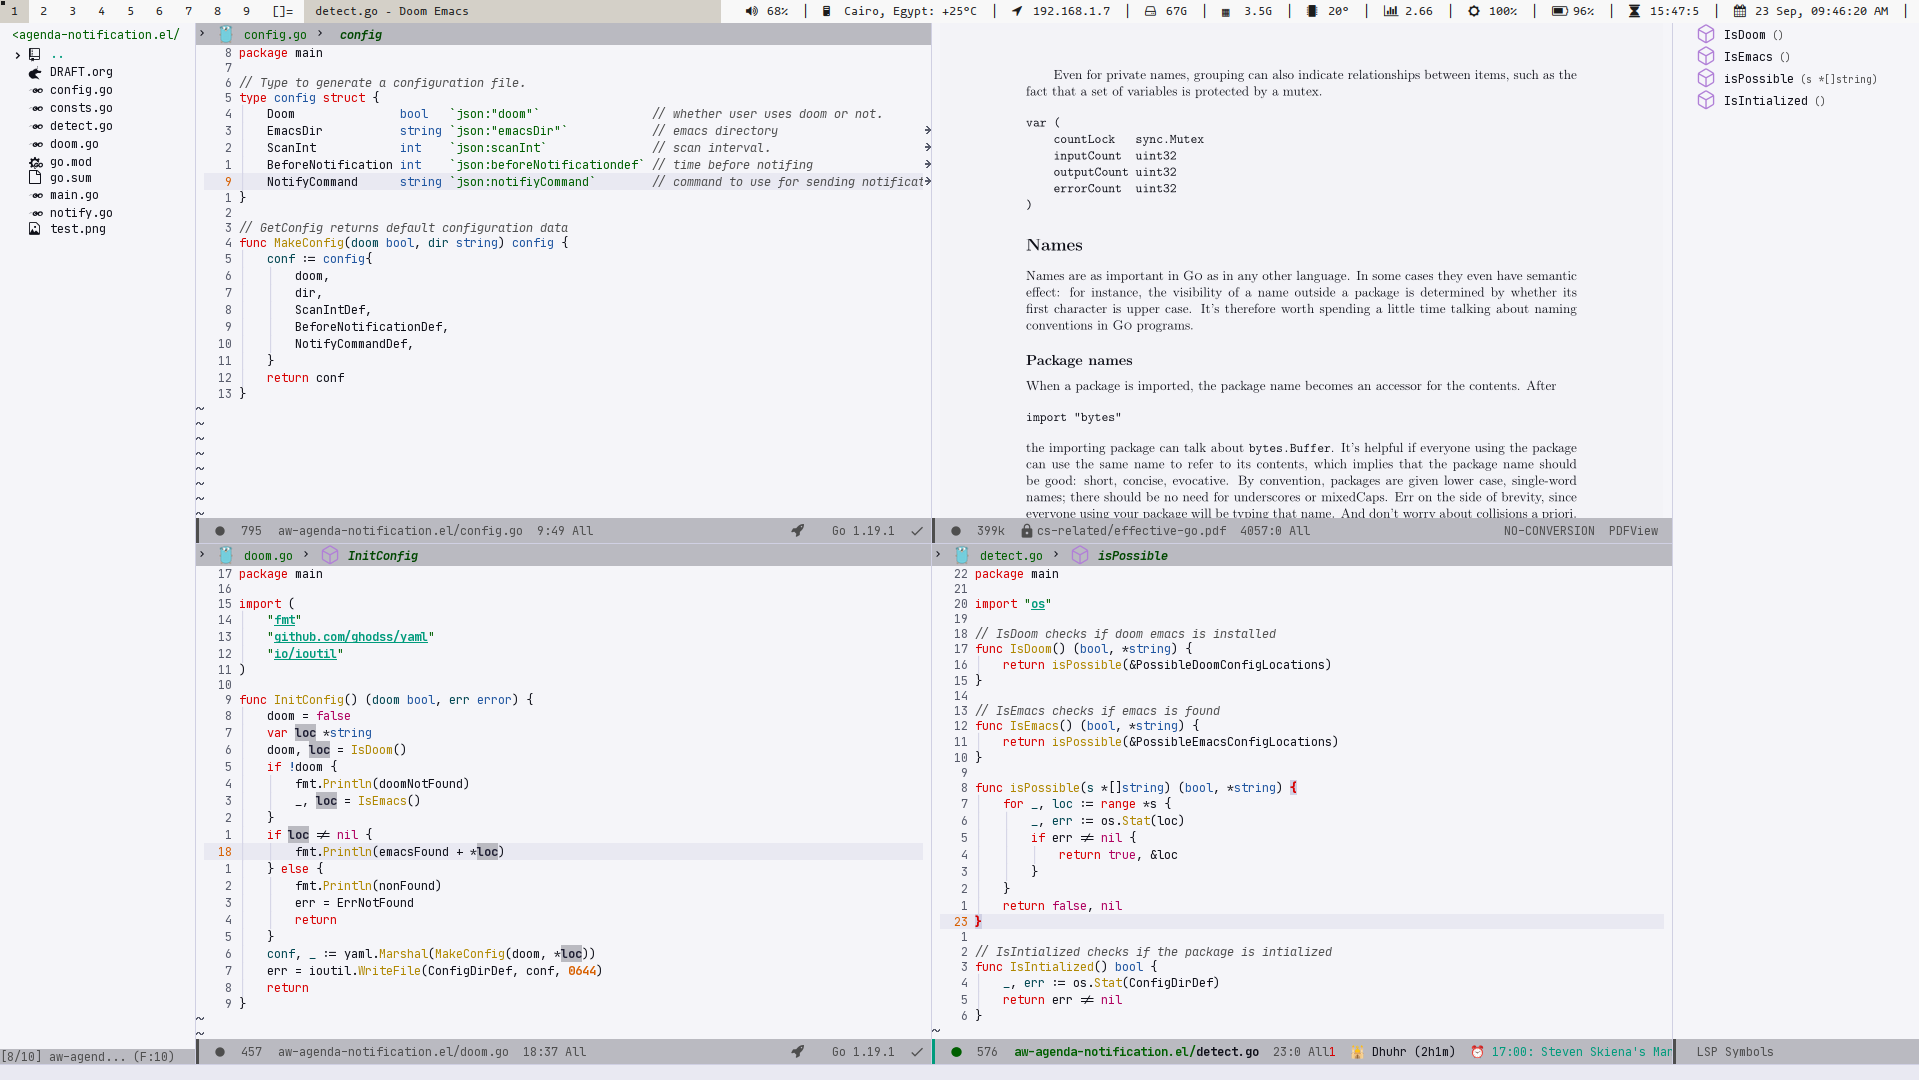 1 2 3 4 5 6 7 8 9 []= detect.go - Doom Emacs 68% | Cairo, Egypt: +25°C | 192.168.1.7 | 67G | 3.5G | 20° | 2.66 | 100% | 96% | 15:47:5 | 23 Sep, 09:46:20 AM |
<agenda-notification.el/
..
DRAFT.org
config.go
consts.go
detect.go
doom.go
go.mod
go.sum
main.go
notify.go
test.png
[8/10] aw-agend... (F:10)
config.go › config
8 package main
7
6 // Type to generate a configuration file.
5 type config struct {
4 Doom bool `json:"doom"` // whether user uses doom or not.
3 EmacsDir string `json:"emacsDir"` // emacs directory
2 ScanInt int `json:scanInt` // scan interval.
1 BeforeNotification int `json:beforeNotificationdef` // time before notifing
9 NotifyCommand string `json:notifiyCommand` // command to use for sending notificat
1 }
2
3 // GetConfig returns default configuration data
4 func MakeConfig(doom bool, dir string) config {
5 conf := config{
6 doom,
7 dir,
8 ScanIntDef,
9 BeforeNotificationDef,
10 NotifyCommandDef,
11 }
12 return conf
13 }
~
~
~
~
~
~
~
~
795 aw-agenda-notification.el/config.go 9:49 All Go 1.19.1
Even for private names, grouping can also indicate relationships between items, such as the
fact that a set of variables is protected by a mutex.
var (
countLock sync.Mutex
inputCount uint32
outputCount uint32
errorCount uint32
)
Names
Names are as important in Go as in any other language. In some cases they even have semantic
effect: for instance, the visibility of a name outside a package is determined by whether its
first character is upper case. It's therefore worth spending a little time talking about naming
conventions in Go programs.
Package names
When a package is imported, the package name becomes an accessor for the contents. After
import "bytes"
the importing package can talk about bytes.Buffer. It's helpful if everyone using the package
can use the same name to refer to its contents, which implies that the package name should
be good: short, concise, evocative. By convention, packages are given lower case, single-word
names; there should be no need for underscores or mixedCaps. Err on the side of brevity, since
everyone using your package will be typing that name. And don't worry about collisions a priori.
399k cs-related/effective-go.pdf 4057:0 All NO-CONVERSION PDFView
doom.go › InitConfig
17 package main
16
15 import (
14 "fmt"
13 "github.com/ghodss/yaml"
12 "io/ioutil"
11 )
10
9 func InitConfig() (doom bool, err error) {
8 doom = false
7 var loc *string
6 doom, loc = IsDoom()
5 if !doom {
4 fmt.Println(doomNotFound)
3 _, loc = IsEmacs()
2 }
1 if loc != nil {
18 fmt.Println(emacsFound + *loc)
1 } else {
2 fmt.Println(nonFound)
3 err = ErrNotFound
4 return
5 }
6 conf, _ := yaml.Marshal(MakeConfig(doom, *loc))
7 err = ioutil.WriteFile(ConfigDirDef, conf, 0644)
8 return
9 }
~
~
457 aw-agenda-notification.el/doom.go 18:37 All Go 1.19.1
detect.go › isPossible
22 package main
21
20 import "os"
19
18 // IsDoom checks if doom emacs is installed
17 func IsDoom() (bool, *string) {
16 return isPossible(&PossibleDoomConfigLocations)
15 }
14
13 // IsEmacs checks if emacs is found
12 func IsEmacs() (bool, *string) {
11 return isPossible(&PossibleEmacsConfigLocations)
10 }
9
8 func isPossible(s *[]string) (bool, *string) {
7 for _, loc := range *s {
6 _, err := os.Stat(loc)
5 if err != nil {
4 return true, &loc
3 }
2 }
1 return false, nil
23 }
1
2 // IsIntialized checks if the package is intialized
3 func IsIntialized() bool {
4 _, err := os.Stat(ConfigDirDef)
5 return err != nil
6 }
~
576 aw-agenda-notification.el/detect.go 23:0 All1 Dhuhr (2h1m) 17:00: Steven Skiena's Mar
IsDoom ()
IsEmacs ()
isPossible (s *[]string)
IsIntialized ()
LSP Symbols